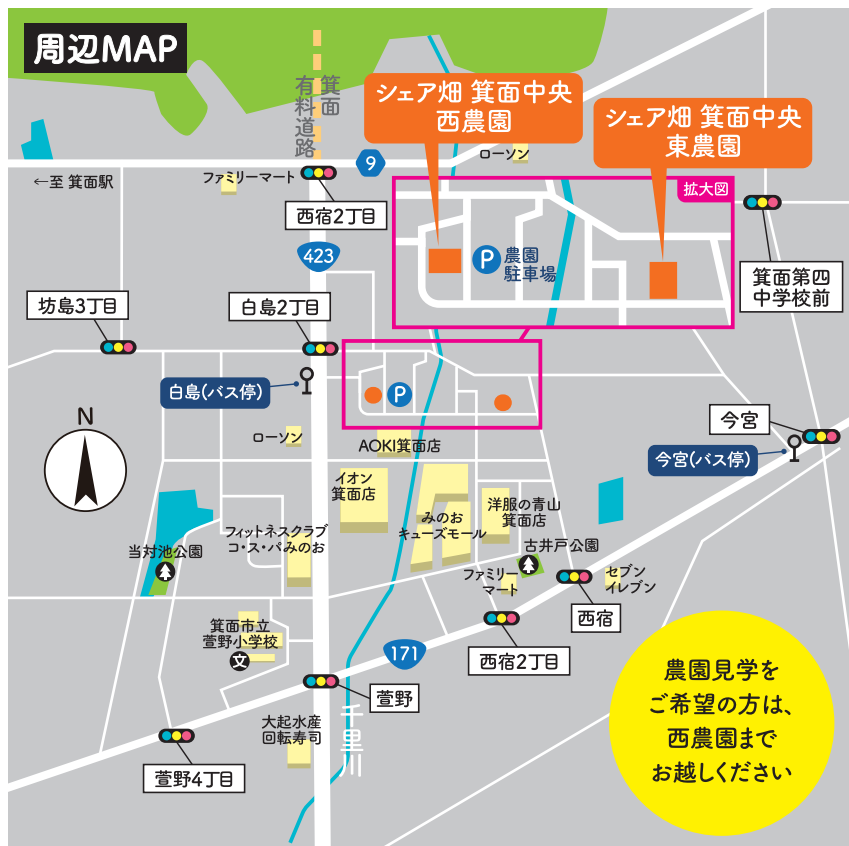 周辺MAP
箕面
有料道路
シェア畑 箕面中央
西農園
シェア畑 箕面中央
東農園
ローソン
9
←至 箕面駅
ファミリーマート
西宿2丁目
拡大図
423
P
農園
駐車場
箕面第四
中学校前
坊島3丁目
白島2丁目
白島(バス停)
P
今宮
今宮(バス停)
N
ローソン
AOKI箕面店
イオン
箕面店
みのお
キューズモール
洋服の青山
箕面店
フィットネスクラブ
コ・ス・パみのお
当対池公園
古井戸公園
ファミリー
マート
セブン
イレブン
西宿
箕面市立
萱野小学校
文
171
西宿2丁目
萱野
大起水産
回転寿司
千里川
萱野4丁目
農園見学を
ご希望の方は、
西農園まで
お越しください